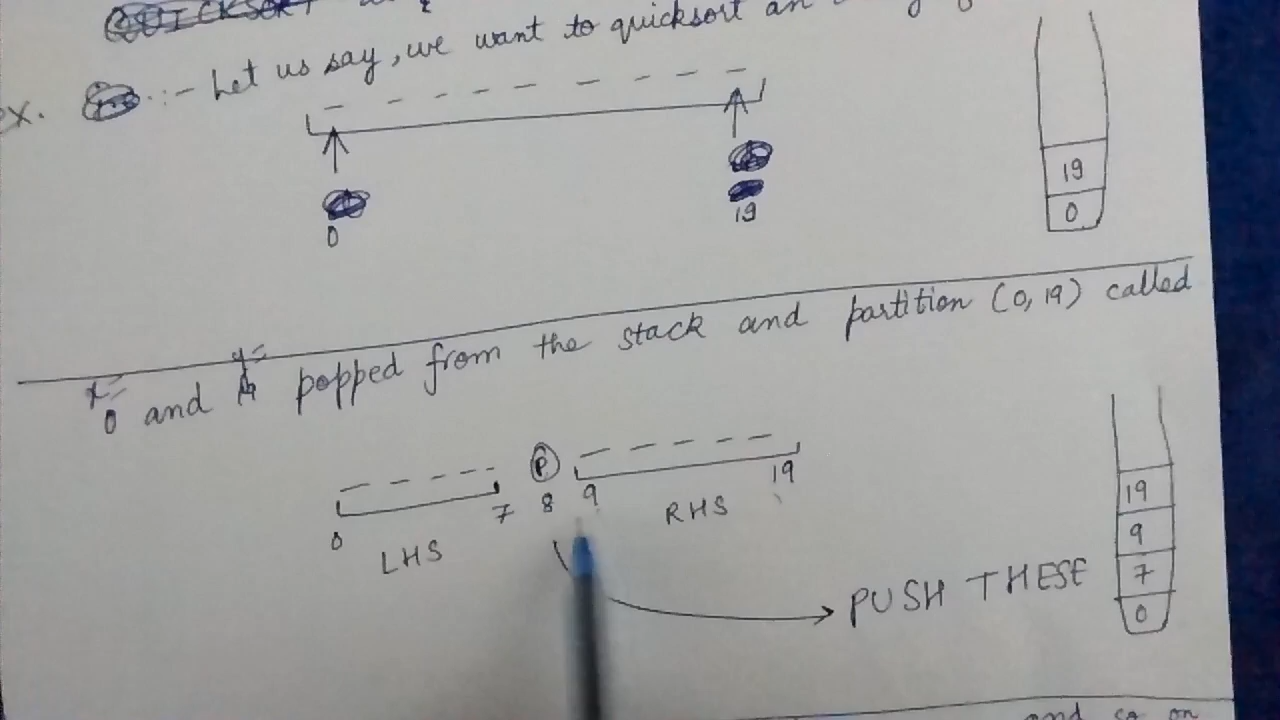 ex. :- Let us say, we want to quicksort an
19
0
0
19
0 and popped from the stack and partition (0, 19) called
P
0 7 8 9 19
LHS RHS
PUSH THESE
19
9
7
0
and so on